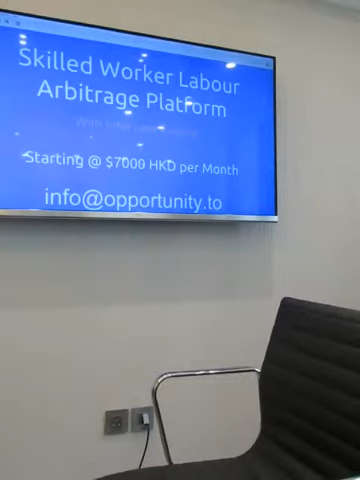 Skilled Worker Labour
Arbitrage Platform
Starting @ $7000 HKD per Month
info@opportunity.to